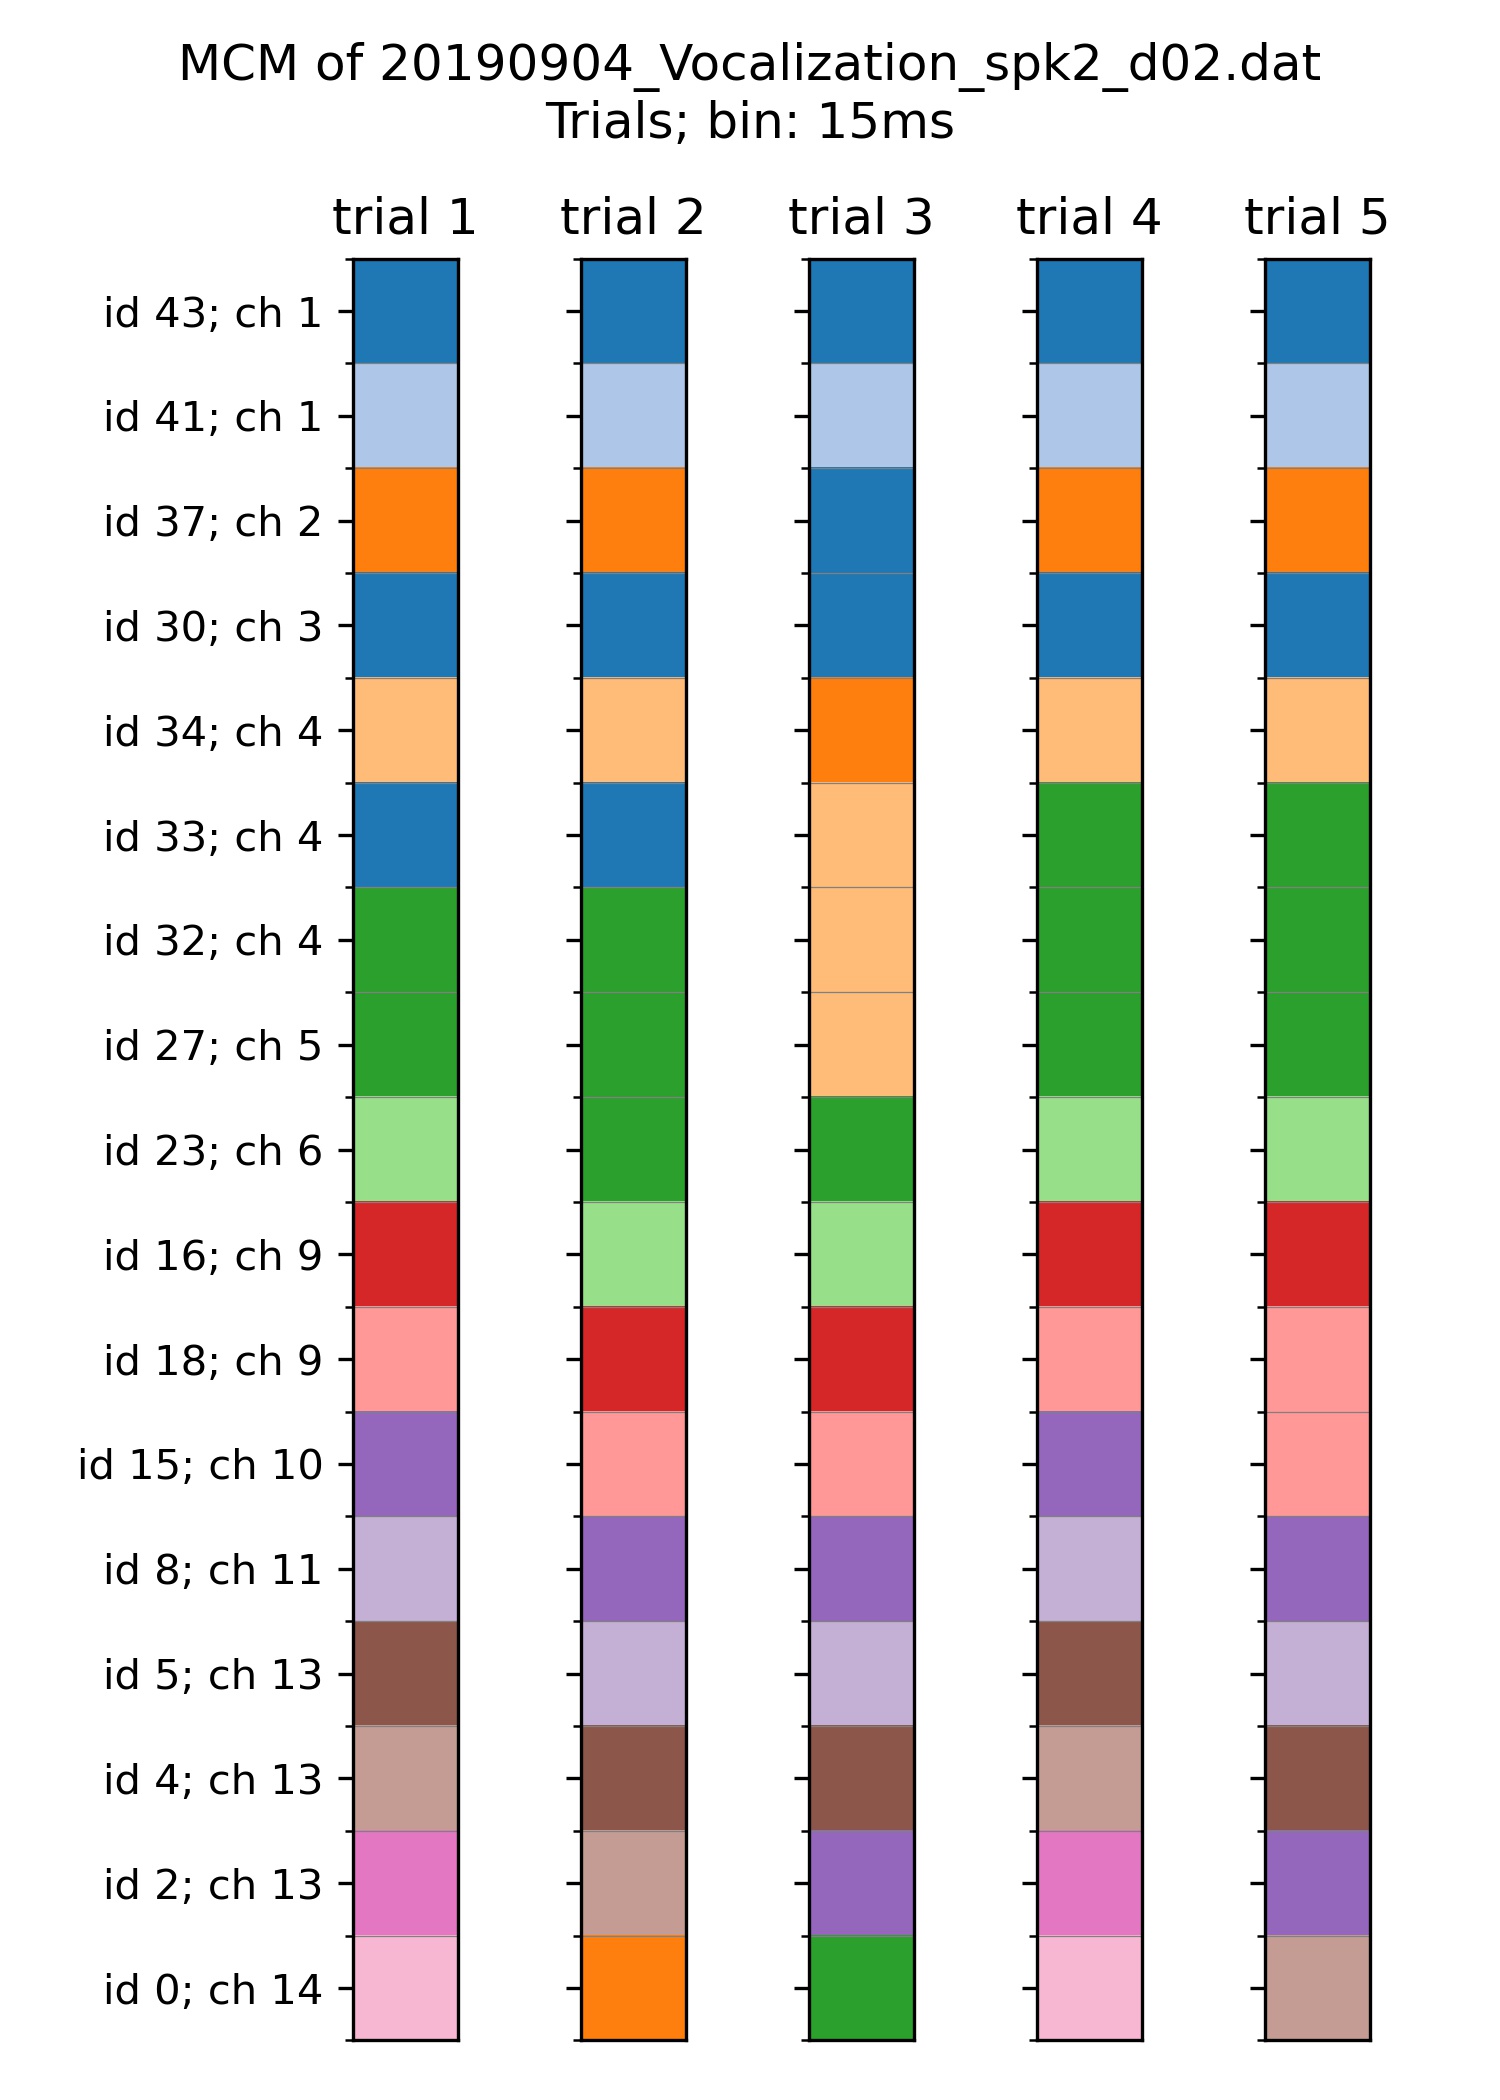 MCM of 20190904_Vocalization_spk2_d02.dat
Trials; bin: 15ms
trial 1 trial 2 trial 3 trial 4 trial 5
id 43; ch 1
id 41; ch 1
id 37; ch 2
id 30; ch 3
id 34; ch 4
id 33; ch 4
id 32; ch 4
id 27; ch 5
id 23; ch 6
id 16; ch 9
id 18; ch 9
id 15; ch 10
id 8; ch 11
id 5; ch 13
id 4; ch 13
id 2; ch 13
id 0; ch 14